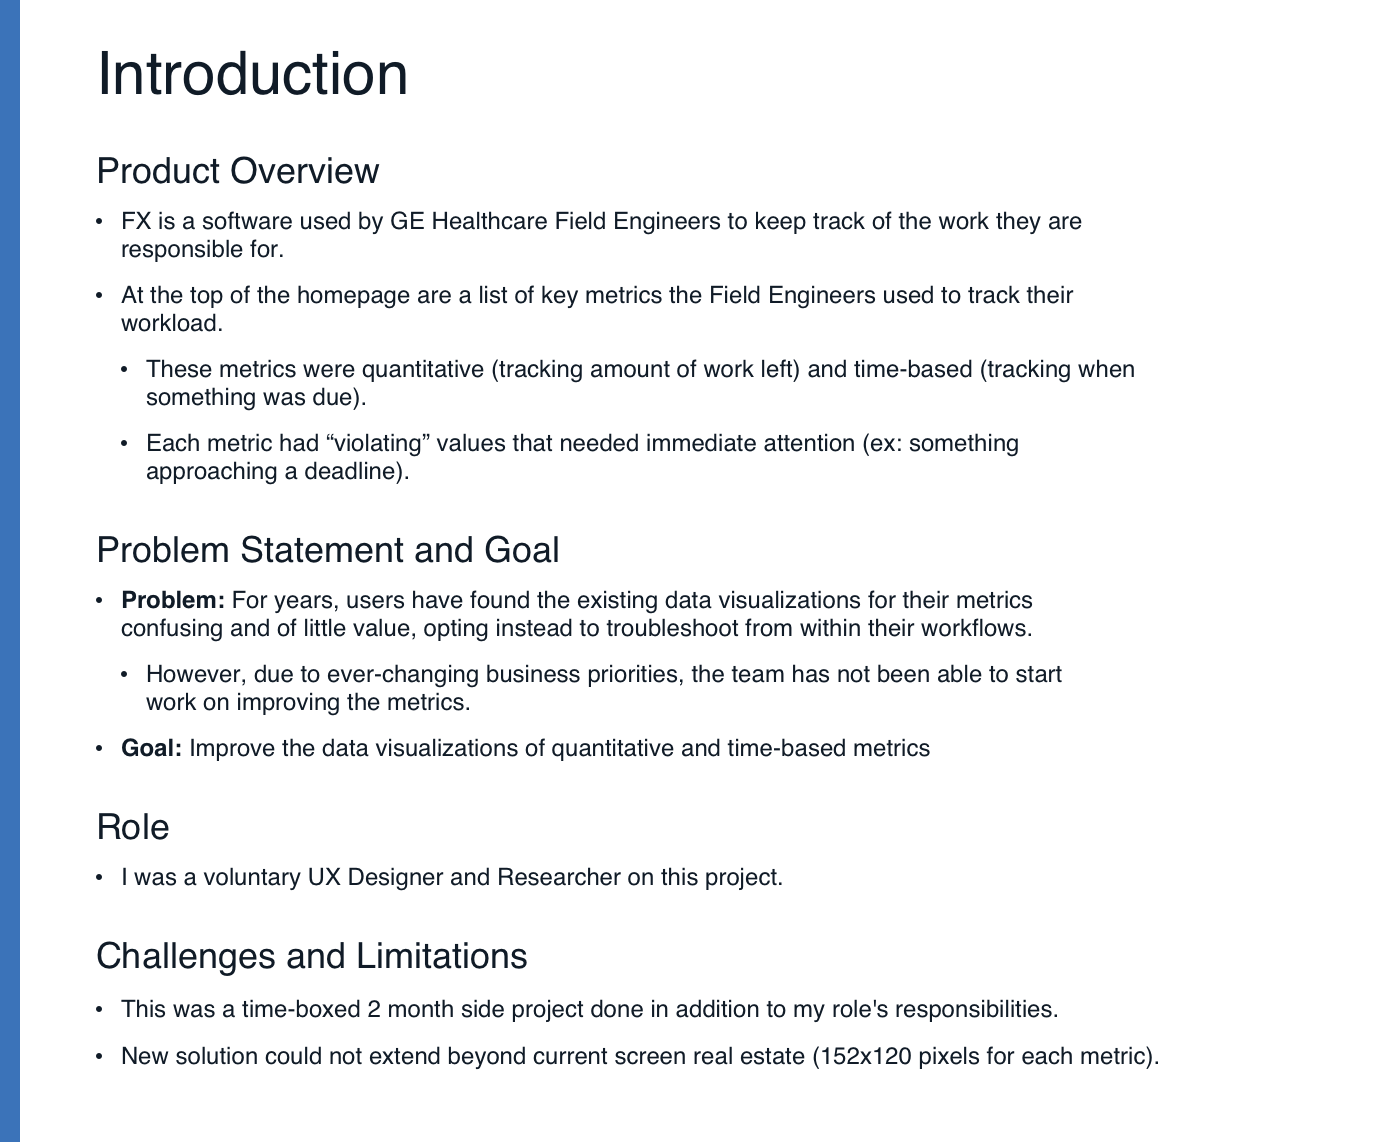 Introduction
Product Overview
• FX is a software used by GE Healthcare Field Engineers to keep track of the work they are
responsible for.
• At the top of the homepage are a list of key metrics the Field Engineers used to track their
workload.
• These metrics were quantitative (tracking amount of work left) and time-based (tracking when
something was due).
• Each metric had “violating” values that needed immediate attention (ex: something
approaching a deadline).
Problem Statement and Goal
• Problem: For years, users have found the existing data visualizations for their metrics
confusing and of little value, opting instead to troubleshoot from within their workflows.
• However, due to ever-changing business priorities, the team has not been able to start
work on improving the metrics.
• Goal: Improve the data visualizations of quantitative and time-based metrics
Role
• I was a voluntary UX Designer and Researcher on this project.
Challenges and Limitations
• This was a time-boxed 2 month side project done in addition to my role's responsibilities.
• New solution could not extend beyond current screen real estate (152x120 pixels for each metric).